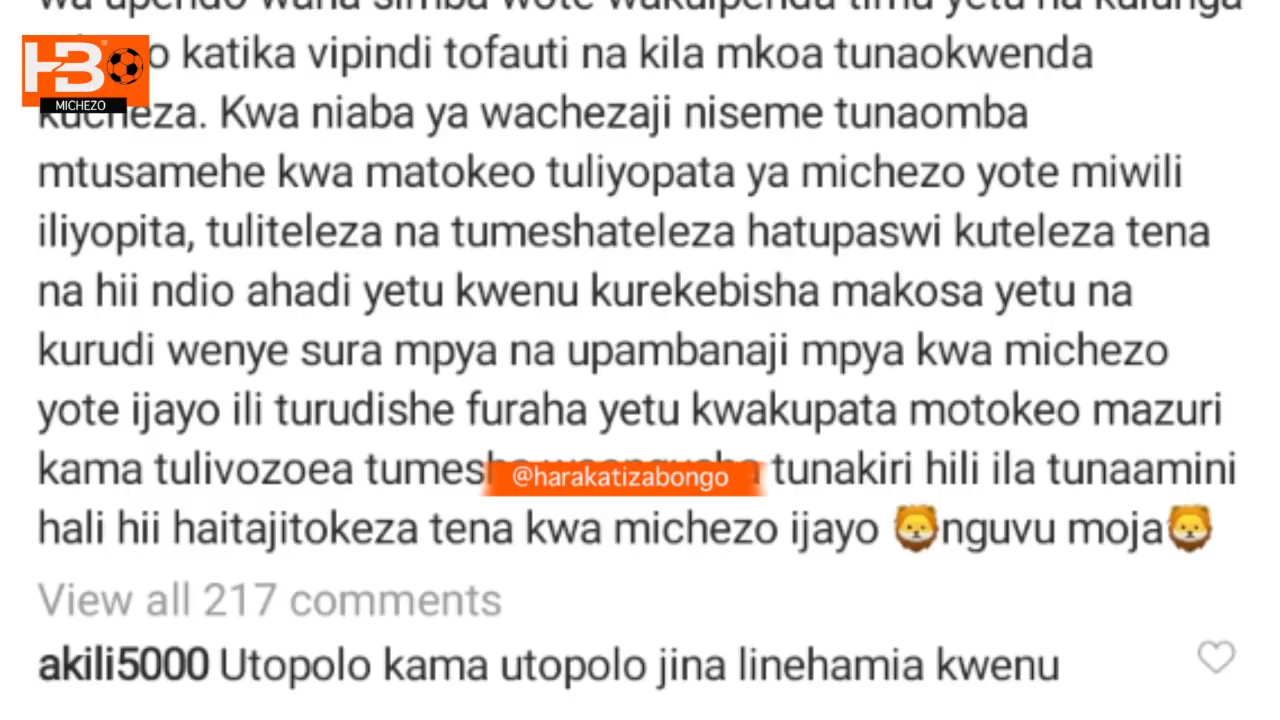 wa upendo wana simba wote wakuipenda timu yetu na kuiunga
katika vipindi tofauti na kila mkoa tunaokwenda
HBO
MICHEZO
kucheza. Kwa niaba ya wachezaji niseme tunaomba
mtusamehe kwa matokeo tuliyopata ya michezo yote miwili
iliyopita, tuliteleza na tumeshateleza hatupaswi kuteleza tena
na hii ndio ahadi yetu kwenu kurekebisha makosa yetu na
kurudi wenye sura mpya na upambanaji mpya kwa michezo
yote ijayo ili turudishe furaha yetu kwakupata motokeo mazuri
kama tulivozoea tunakiri hili ila tunaamini
@harakatizabongo
hali hii haitajitokeza tena kwa michezo ijayo 🦁nguvu moja🦁
View all 217 comments
akili5000 Utopolo kama utopolo jina linehamia kwenu